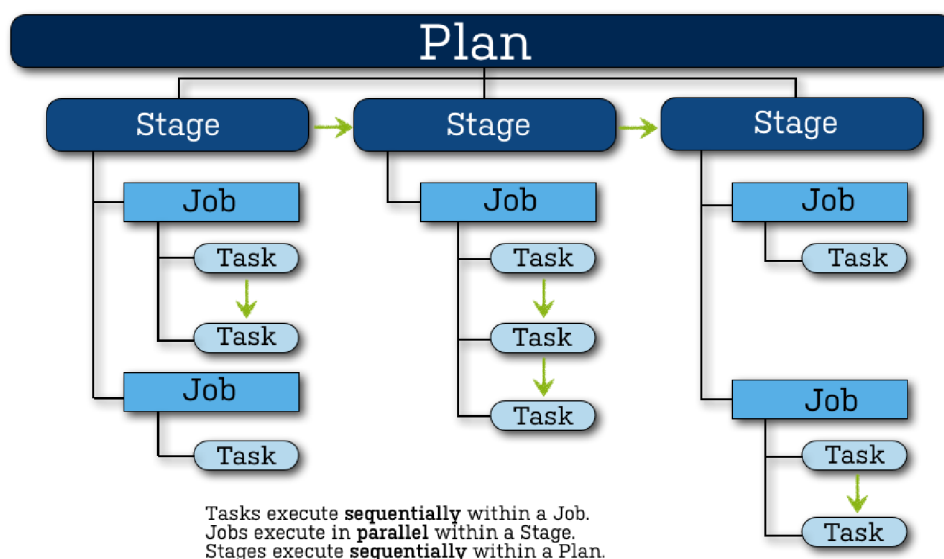 Plan
Stage
Stage
Stage
Job
Job
Job
Task
Task
Task
Task
Task
Job
Job
Task
Task
Task
Task
Tasks execute sequentially within a Job.
Jobs execute in parallel within a Stage.
Stages execute sequentially within a Plan.